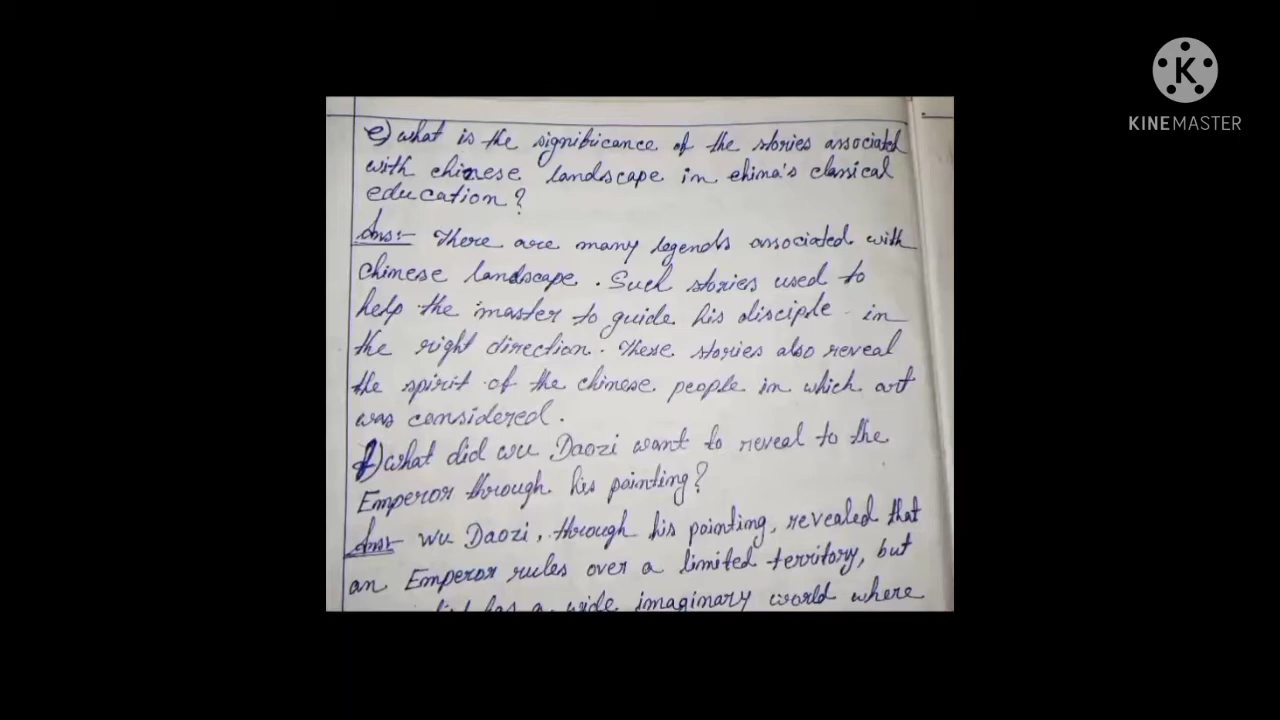 e) what is the significance of the stories associated
with chinese landscape in china's classical
education?
Ans:- There are many legends associated with
chinese landscape. Such stories used to
help the master to guide his disciple in
the right direction. These stories also reveal
the spirit of the chinese people in which art
was considered.
f) what did wu Daozi want to reveal to the
Emperor through his painting?
Ans:- Wu Daozi, through his painting, revealed that
an Emperor rules over a limited territory, but
has a wide imaginary world where
K
KINEMASTER